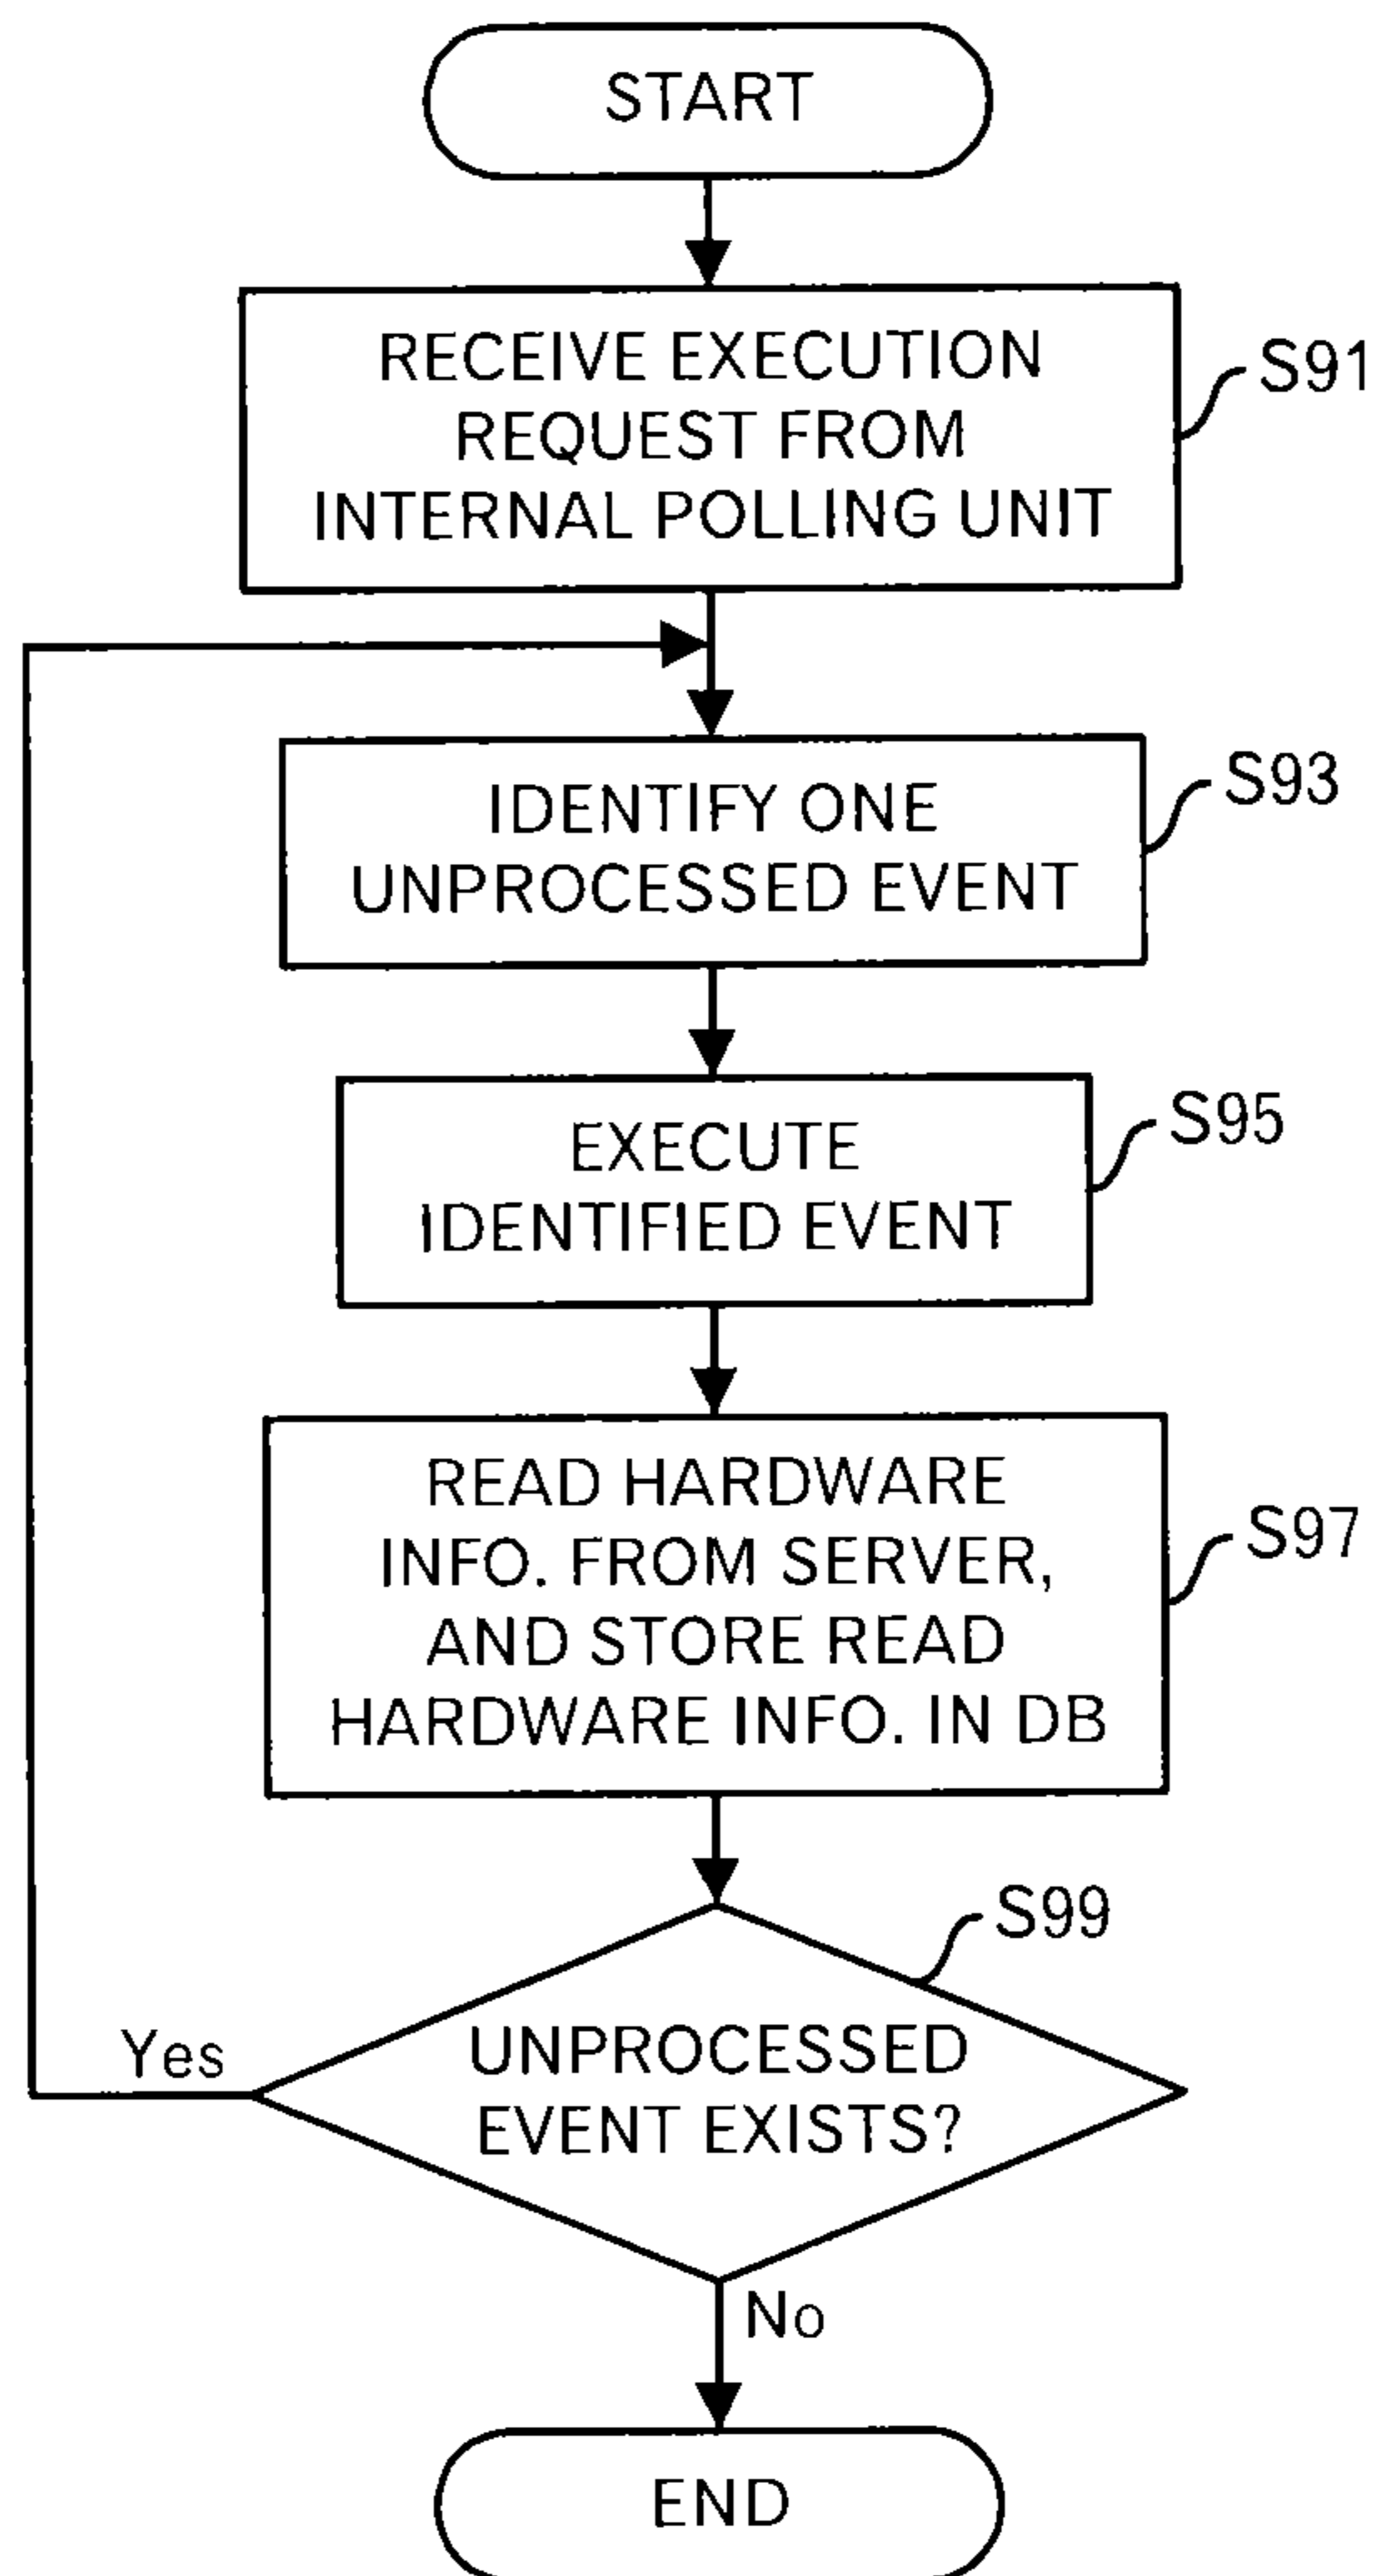 START
RECEIVE EXECUTION
REQUEST FROM
INTERNAL POLLING UNIT
S91
IDENTIFY ONE
UNPROCESSED EVENT
S93
EXECUTE
IDENTIFIED EVENT
S95
READ HARDWARE
INFO. FROM SERVER,
AND STORE READ
HARDWARE INFO. IN DB
S97
S99
UNPROCESSED
EVENT EXISTS?
Yes
No
END